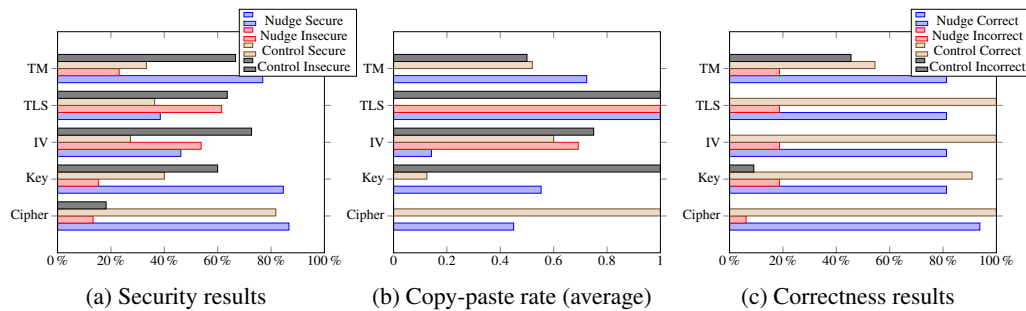 Nudge Secure
Nudge Insecure
Control Secure
Control Insecure
TM
TLS
IV
Key
Cipher
0 %
20 %
40 %
60 %
80 %
100 %
(a) Security results
TM
TLS
IV
Key
Cipher
0
0.2
0.4
0.6
0.8
1
(b) Copy-paste rate (average)
Nudge Correct
Nudge Incorrect
Control Correct
Control Incorrect
TM
TLS
IV
Key
Cipher
0 %
20 %
40 %
60 %
80 %
100 %
(c) Correctness results